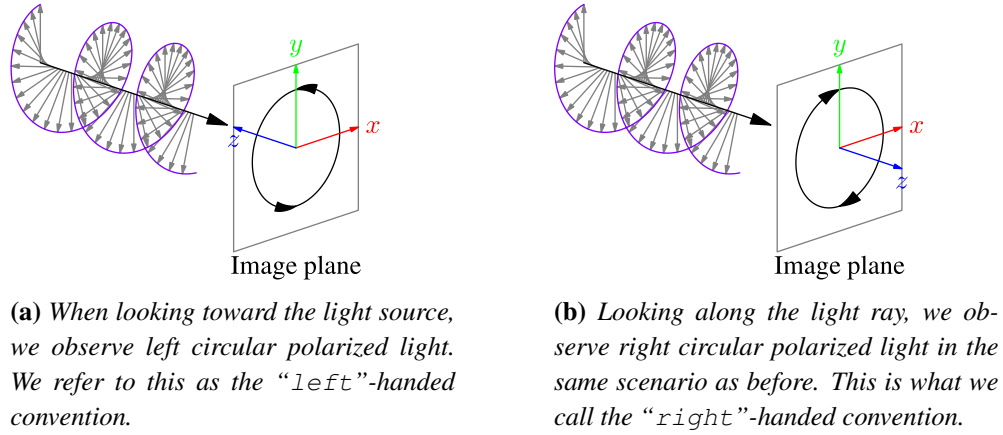 y
x
z
Image plane
y
x
z
Image plane
(a) When looking toward the light source,
we observe left circular polarized light.
We refer to this as the “left”-handed
convention.
(b) Looking along the light ray, we ob-
serve right circular polarized light in the
same scenario as before. This is what we
call the “right”-handed convention.